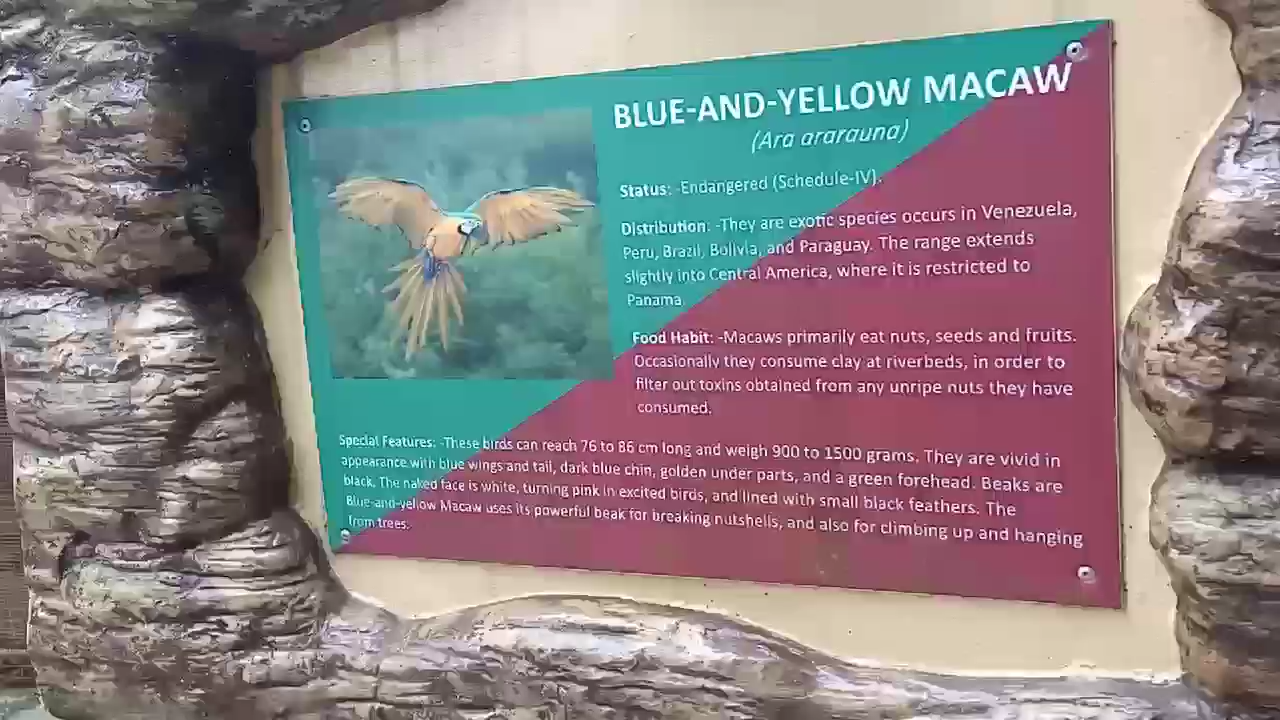 BLUE-AND-YELLOW MACAW
(Ara ararauna)
Status: -Endangered (Schedule-IV).
Distribution: -They are exotic species occurs in Venezuela,
Peru, Brazil, Bolivia, and Paraguay. The range extends
slightly into Central America, where it is restricted to
Panama.
Food Habit: -Macaws primarily eat nuts, seeds and fruits.
Occasionally they consume clay at riverbeds, in order to
filter out toxins obtained from any unripe nuts they have
consumed.
Special Features: -These birds can reach 76 to 86 cm long and weigh 900 to 1500 grams. They are vivid in
appearance with blue wings and tail, dark blue chin, golden under parts, and a green forehead. Beaks are
black. The naked face is white, turning pink in excited birds, and lined with small black feathers. The
Blue-and-yellow Macaw uses its powerful beak for breaking nutshells, and also for climbing up and hanging
from trees.